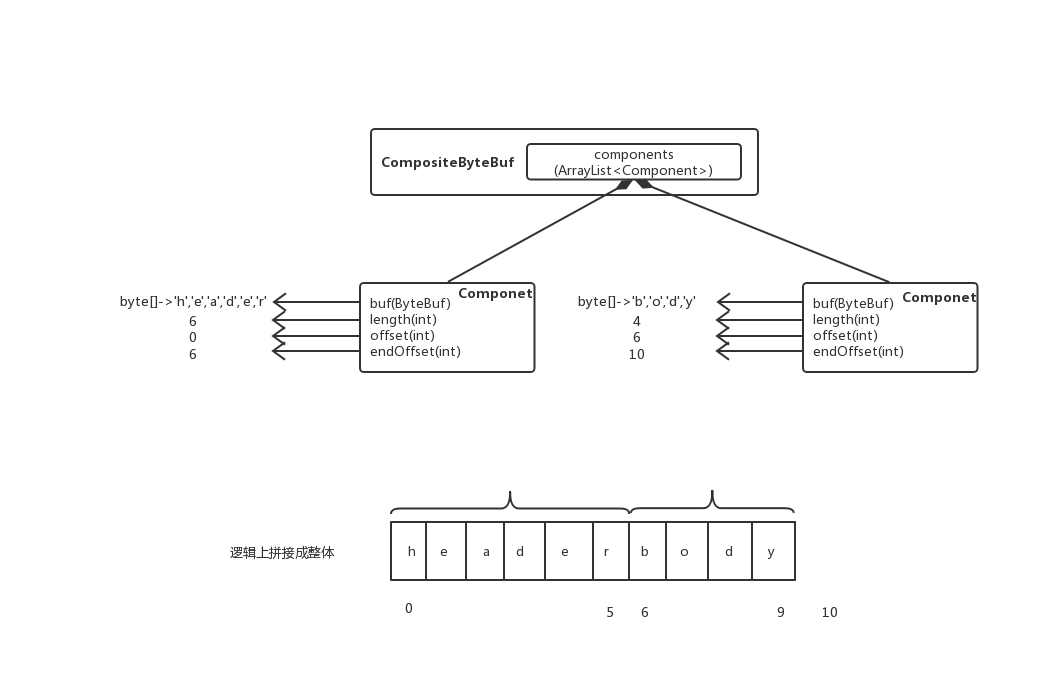 CompositeByteBuf
components
(ArrayList<Component>)
byte[]->'h','e','a','d','e','r'
6
0
6
Componet
buf(ByteBuf)
length(int)
offset(int)
endOffset(int)
byte[]->'b','o','d','y'
4
6
10
Componet
buf(ByteBuf)
length(int)
offset(int)
endOffset(int)
逻辑上拼接成整体
h e a d e r b o d y
0 5 6 9 10